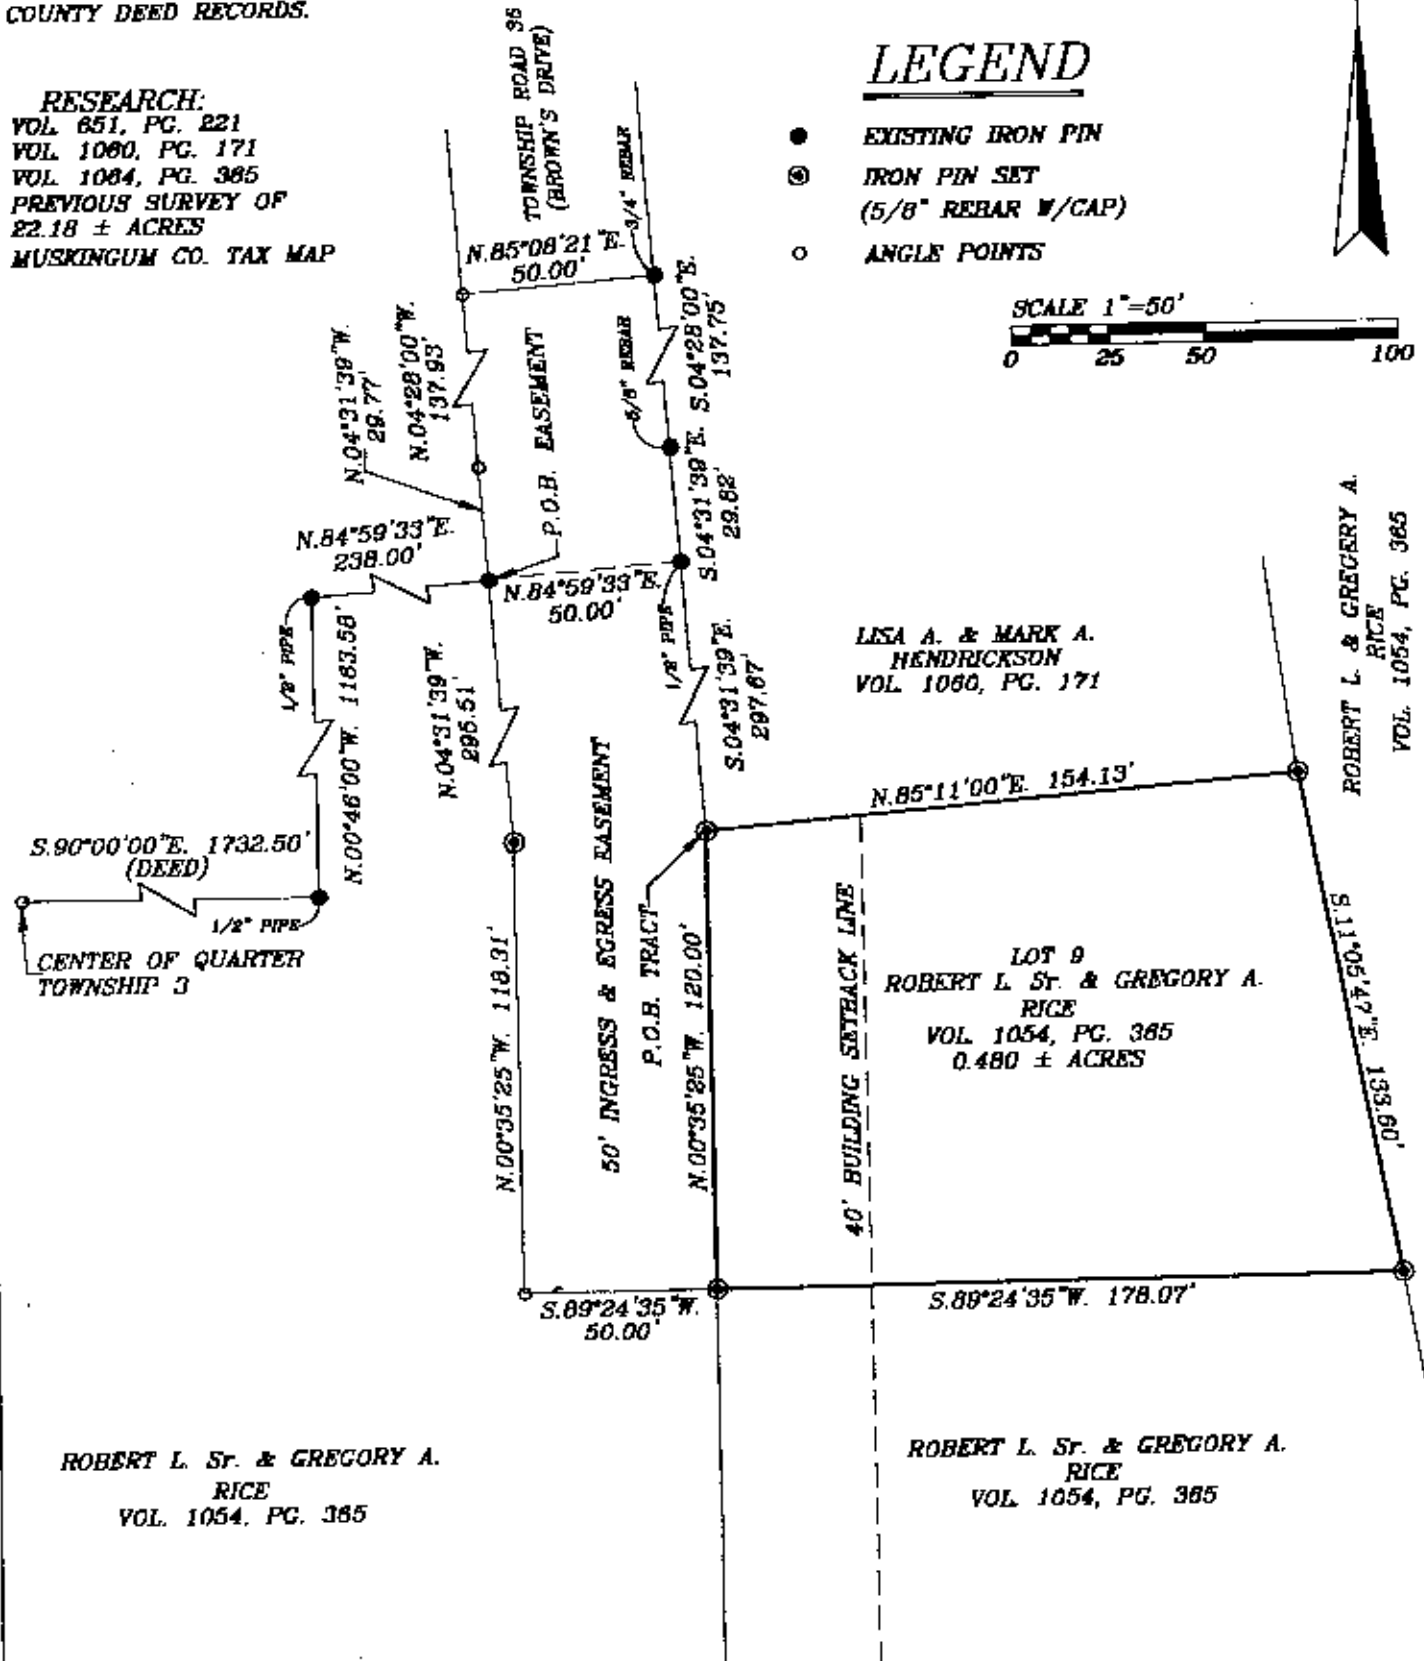 COUNTY DEED RECORDS.
RESEARCH:
VOL. 651, PG. 221
VOL. 1060, PG. 171
VOL. 1064, PG. 365
PREVIOUS SURVEY OF
22.18 ± ACRES
MUSKINGUM CO. TAX MAP
TOWNSHIP ROAD 36
(BROWN'S DRIVE)
LEGEND
EXISTING IRON PIN
IRON PIN SET
(5/8" REBAR W/CAP)
ANGLE POINTS
SCALE 1"=50'
0 25 50 100
N.85°08'21"E.
50.00'
3/4" REBAR
S.04°28'00"E.
137.75'
5/8" REBAR
N.04°31'39"W.
29.77'
N.04°28'00"W.
137.93'
P.O.B. EASEMENT
S.04°31'39"E.
29.82'
N.84°59'33"E.
238.00'
N.84°59'33"E.
50.00'
1/2" PIPE
N.00°46'00"W. 1163.58'
1/2" PIPE
S.04°31'39"E.
297.67'
N.04°31'39"W.
295.51'
LISA A. & MARK A.
HENDRICKSON
VOL. 1060, PG. 171
ROBERT L. & GREGERY A.
RICE
VOL. 1054, PG. 365
N.85°11'00"E. 154.13'
S.90°00'00"E. 1732.50'
(DEED)
1/2" PIPE
CENTER OF QUARTER
TOWNSHIP 3
N.00°35'25"W. 118.31'
50' INGRESS & EGRESS EASEMENT
P.O.B. TRACT
N.00°35'25"W. 120.00'
40' BUILDING SETBACK LINE
LOT 9
ROBERT L. Sr. & GREGORY A.
RICE
VOL. 1054, PG. 365
0.480 ± ACRES
S.11°05'47"E. 133.60'
S.89°24'35"W.
50.00'
S.89°24'35"W. 178.07'
ROBERT L. Sr. & GREGORY A.
RICE
VOL. 1054, PG. 365
ROBERT L. Sr. & GREGORY A.
RICE
VOL. 1054, PG. 365